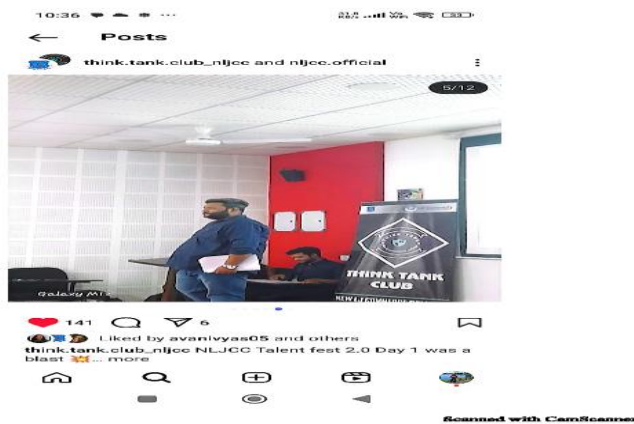 10:36
Posts
think.tank.club_nljcc and nljcc.official
5/12
THINK TANK
CLUB
141 6
Liked by avanivyas05 and others
think.tank.club_nljcc NLJCC Talent fest 2.0 Day 1 was a
blast 💥... more
Scanned with CamScanner